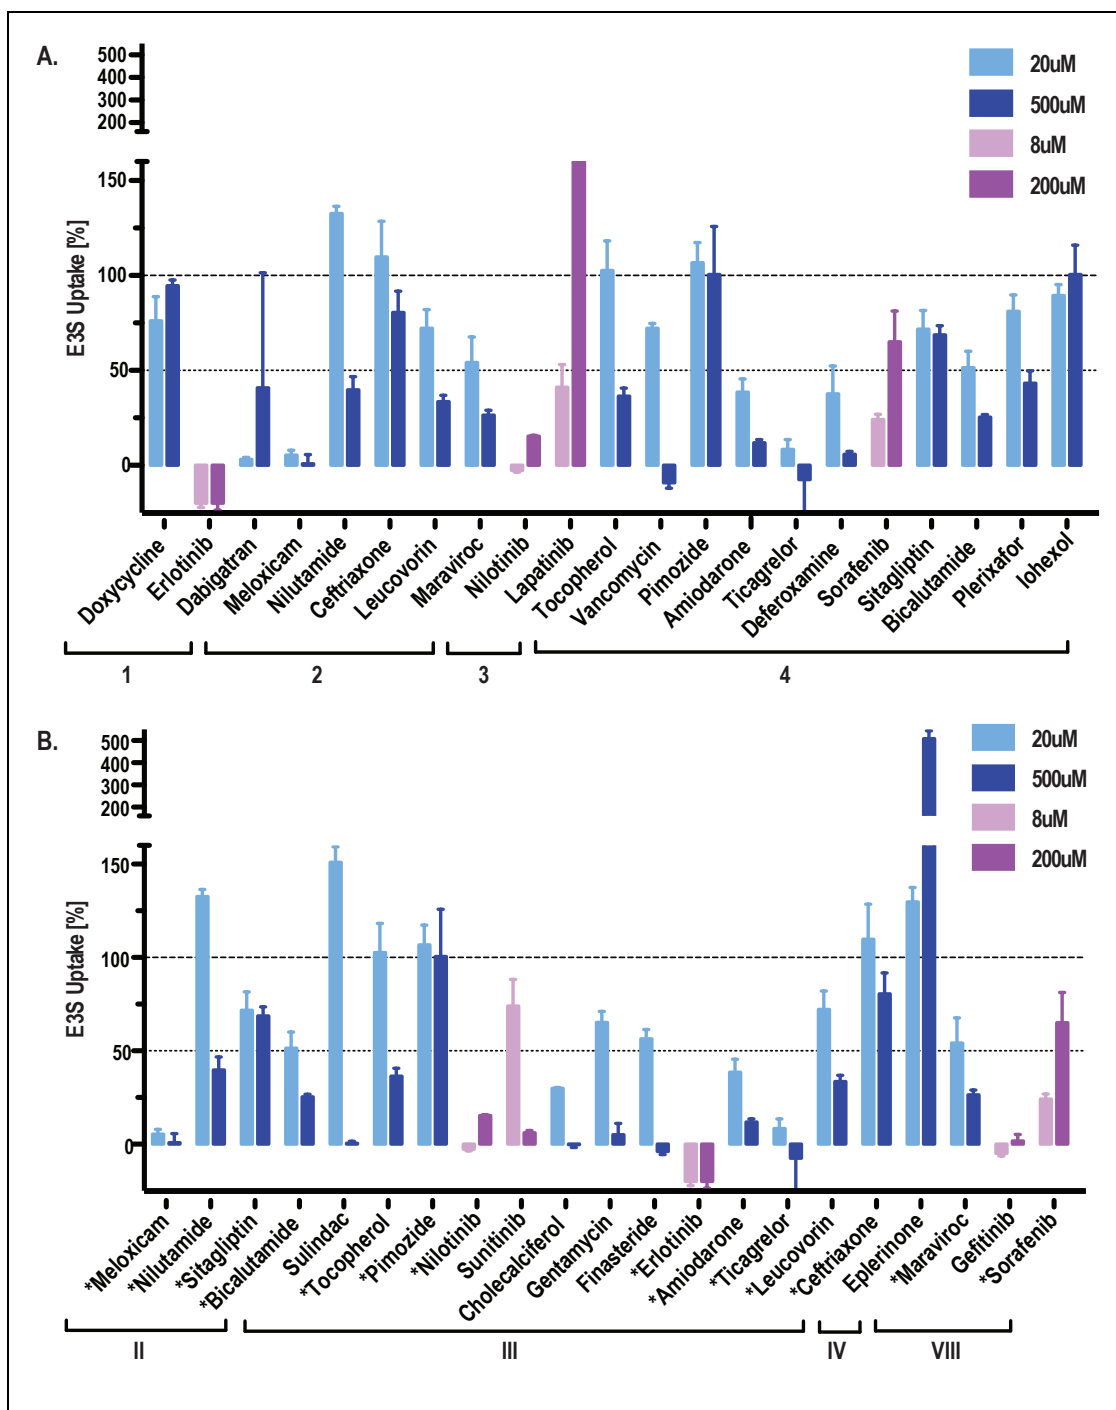 A.
500
400
300
200
150
100
50
0
E3S Uptake [%]
20uM
500uM
8uM
200uM
Doxycycline
Erlotinib
Dabigatran
Meloxicam
Nilutamide
Ceftriaxone
Leucovorin
Maraviroc
Nilotinib
Lapatinib
Tocopherol
Vancomycin
Pimozide
Amiodarone
Ticagrelor
Deferoxamine
Sorafenib
Sitagliptin
Bicalutamide
Plerixafor
Iohexol
1 2 3 4
B.
500
400
300
200
150
100
50
0
E3S Uptake [%]
20uM
500uM
8uM
200uM
*Meloxicam
*Nilutamide
*Sitagliptin
*Bicalutamide
Sulindac
*Tocopherol
*Pimozide
*Nilotinib
Sunitinib
Cholecalciferol
Gentamycin
Finasteride
*Erlotinib
*Amiodarone
*Ticagrelor
*Leucovorin
*Ceftriaxone
Eplerinone
*Maraviroc
Gefitinib
*Sorafenib
II III IV VIII